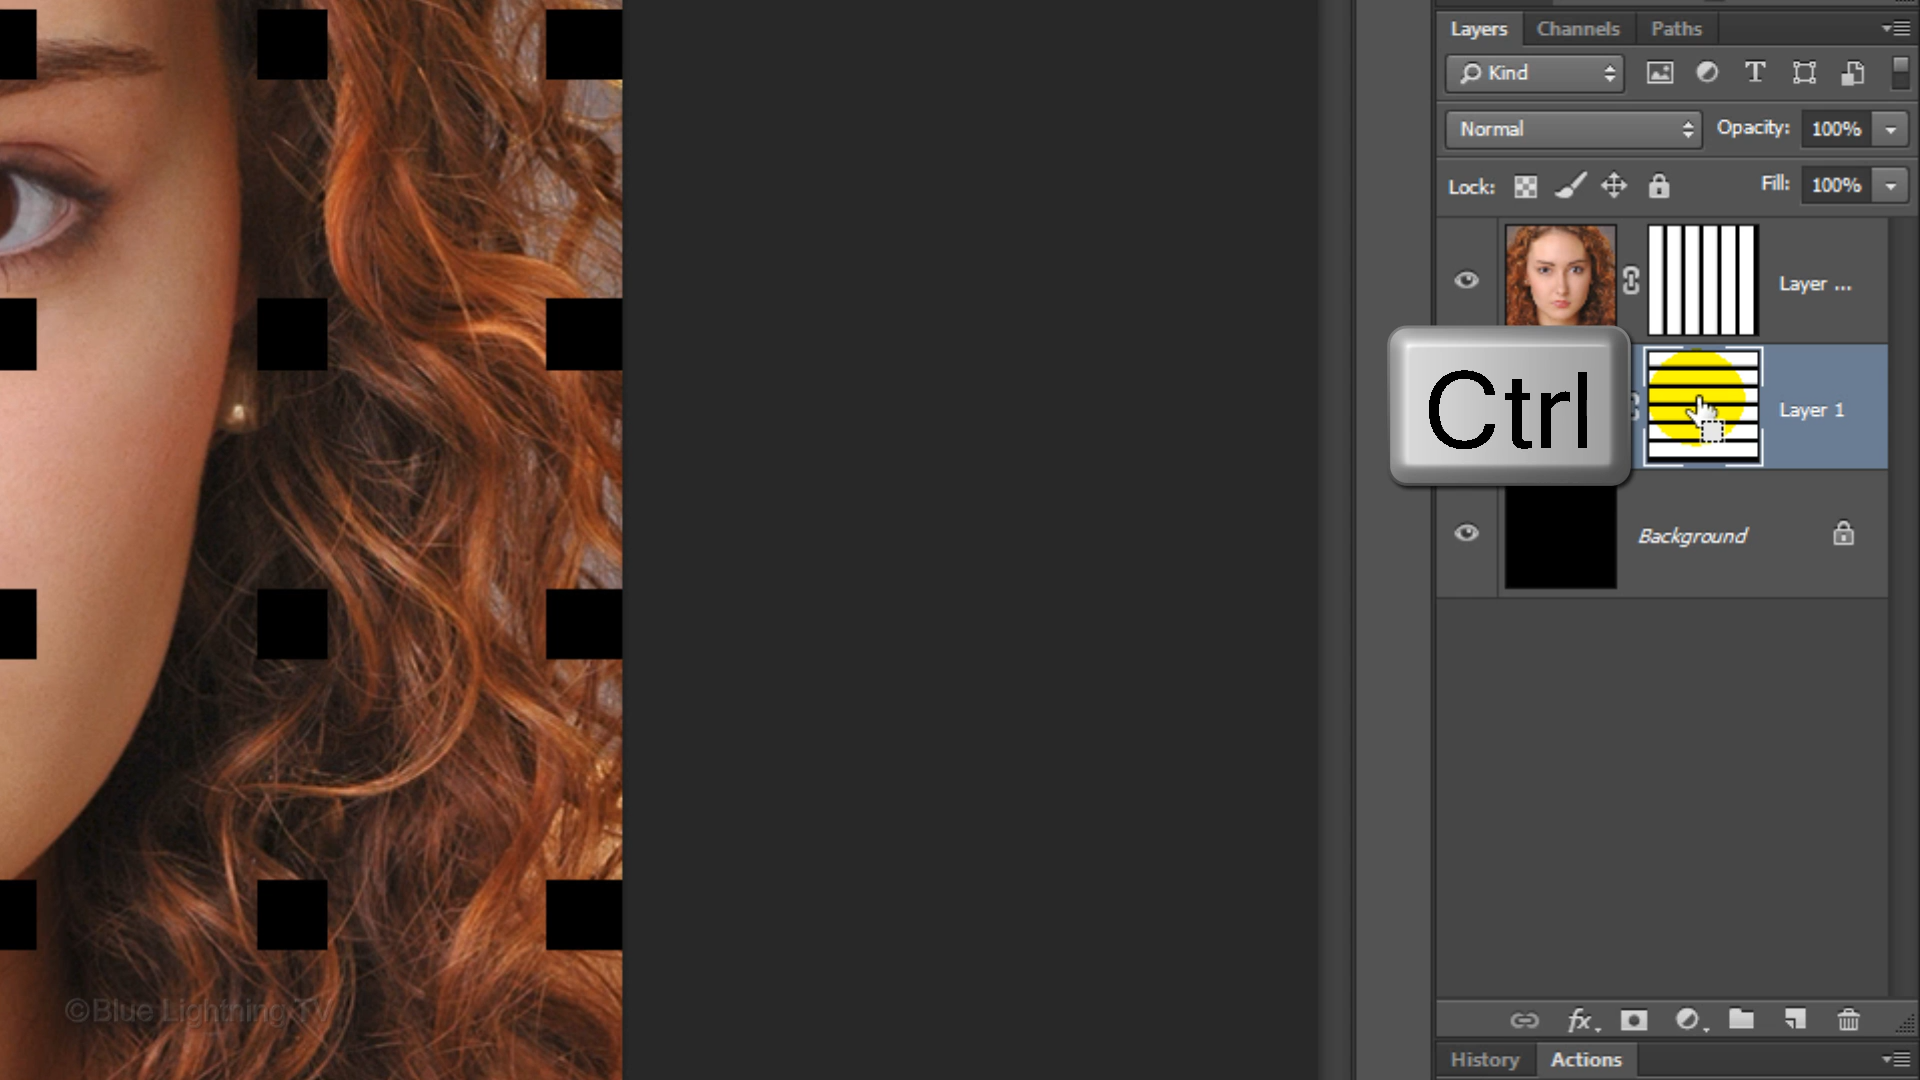 Layers Channels Paths
Kind
Normal Opacity: 100%
Lock: Fill: 100%
Layer ...
Ctrl
Layer 1
Background
fx
©Blue Lightning TV
History Actions